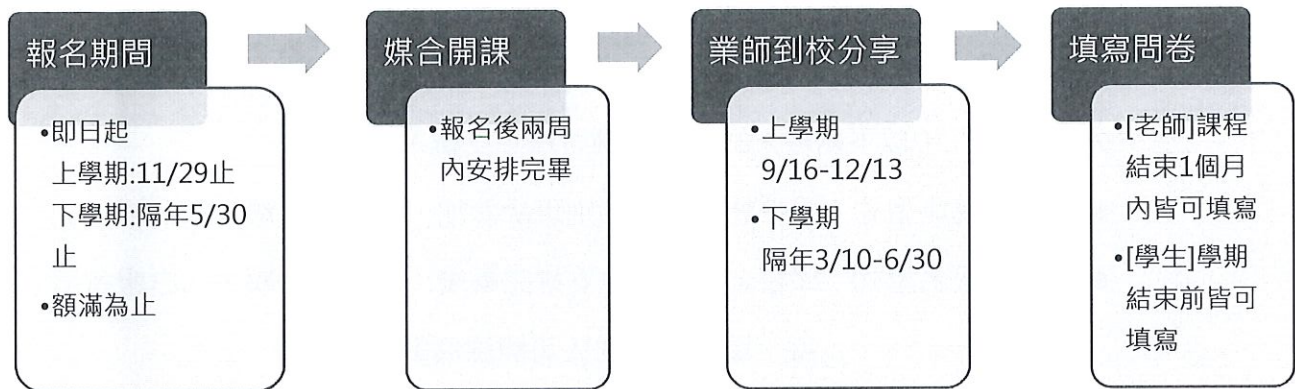 報名期間
•即日起
上學期:11/29止
下學期:隔年5/30
止
•額滿為止
媒合開課
•報名後兩周
內安排完畢
業師到校分享
•上學期
9/16-12/13
•下學期
隔年3/10-6/30
填寫問卷
•[老師]課程
結束1個月
內皆可填寫
•[學生]學期
結束前皆可
填寫